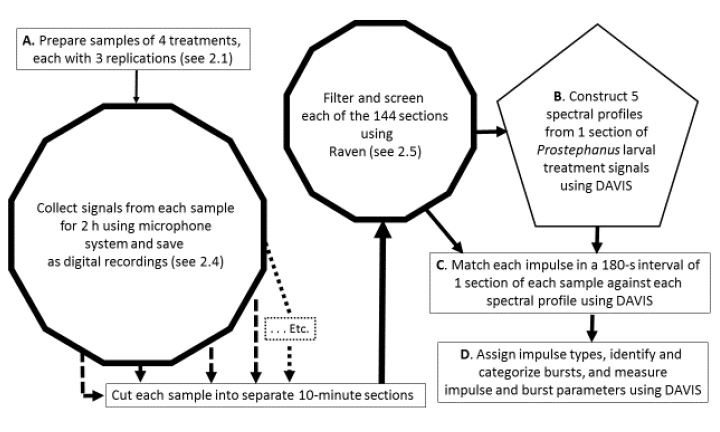 A. Prepare samples of 4 treatments,
each with 3 replications (see 2.1)
Collect signals from each sample
for 2 h using microphone
system and save
as digital recordings (see 2.4)
. . . Etc.
Cut each sample into separate 10-minute sections
Filter and screen
each of the 144 sections
using
Raven (see 2.5)
B. Construct 5
spectral profiles
from 1 section of
Prostephanus larval
treatment signals
using DAVIS
C. Match each impulse in a 180-s interval of
1 section of each sample against each
spectral profile using DAVIS
D. Assign impulse types, identify and
categorize bursts, and measure
impulse and burst parameters using DAVIS